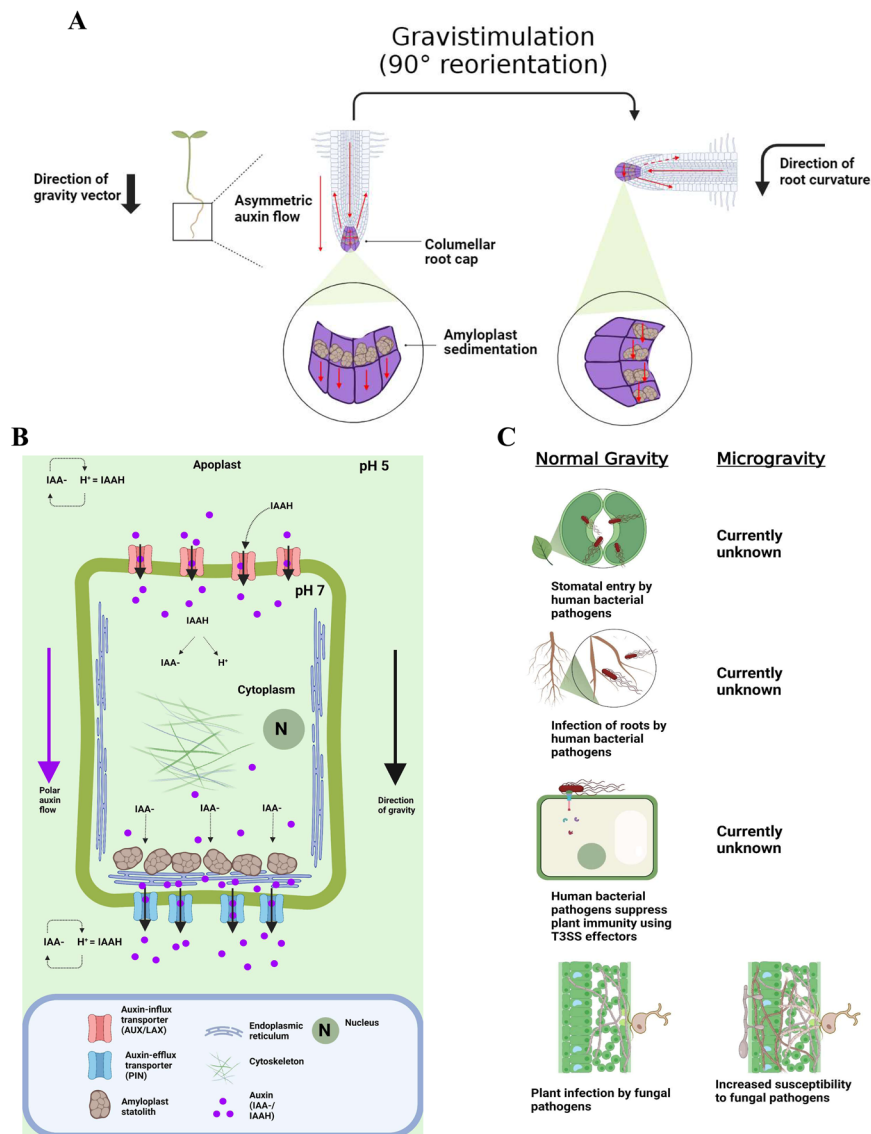 A
Gravistimulation
(90° reorientation)
Direction of
gravity vector
Asymmetric
auxin flow
Columellar
root cap
Direction of
root curvature
Amyloplast
sedimentation
B
Apoplast
pH 5
IAA-
H⁺ = IAAH
IAAH
pH 7
IAAH
IAA-
H⁺
Cytoplasm
N
Polar
auxin
flow
Direction
of gravity
IAA-
IAA-
IAA-
IAA-
H⁺ = IAAH
Auxin-influx
transporter
(AUX/LAX)
Endoplasmic
reticulum
N
Nucleus
Auxin-efflux
transporter
(PIN)
Cytoskeleton
Amyloplast
statolith
Auxin
(IAA-/
IAAH)
C
Normal Gravity
Microgravity
Currently
unknown
Stomatal entry by
human bacterial
pathogens
Currently
unknown
Infection of roots by
human bacterial
pathogens
Currently
unknown
Human bacterial
pathogens suppress
plant immunity using
T3SS effectors
Plant infection by fungal
pathogens
Increased susceptibility
to fungal pathogens